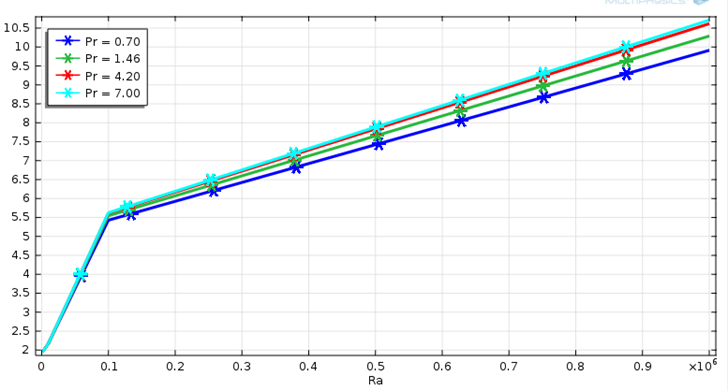 MULTIPHYSICS
Pr = 0.70
Pr = 1.46
Pr = 4.20
Pr = 7.00
10.5
10
9.5
9
8.5
8
7.5
7
6.5
6
5.5
5
4.5
4
3.5
3
2.5
2
0 0.1 0.2 0.3 0.4 0.5 0.6 0.7 0.8 0.9 ×10⁶
Ra